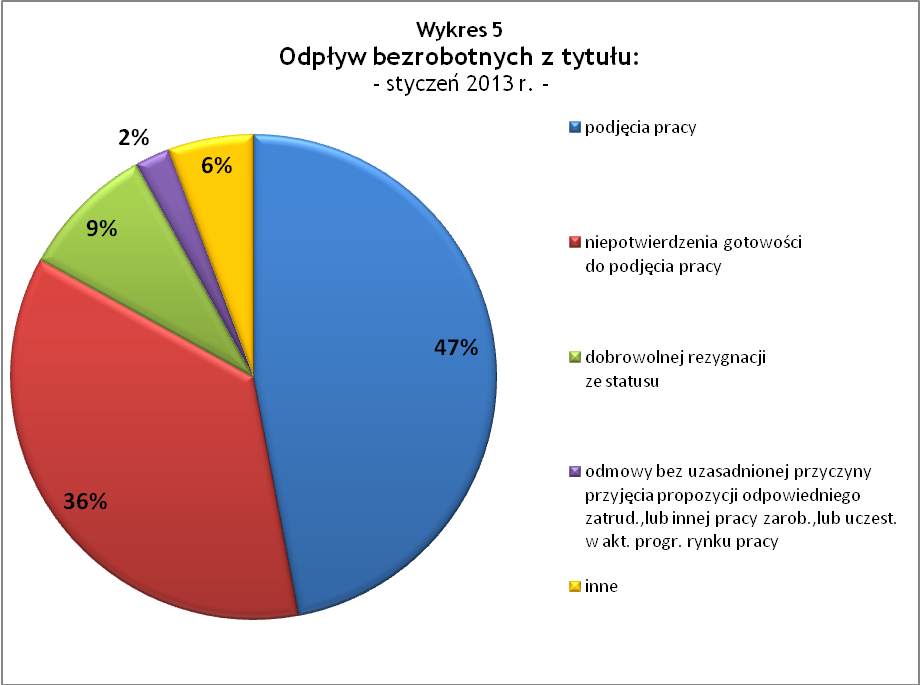 Wykres 5
Odpływ bezrobotnych z tytułu:
- styczeń 2013 r. -
2%
6%
9%
47%
36%
podjęcia pracy
niepotwierdzenia gotowości
do podjęcia pracy
dobrowolnej rezygnacji
ze statusu
odmowy bez uzasadnionej przyczyny
przyjęcia propozycji odpowiedniego
zatrud.,lub innej pracy zarob.,lub uczest.
w akt. progr. rynku pracy
inne